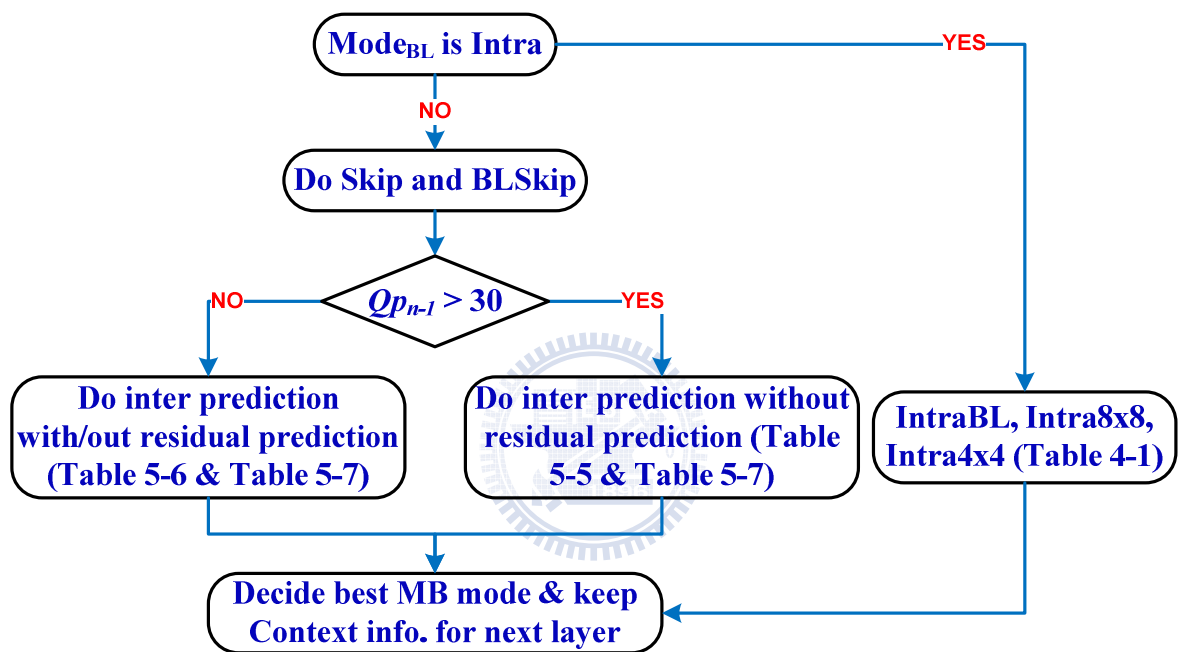 Mode_BL is Intra
YES
NO
Do Skip and BLSkip
Qp_n-1 > 30
NO
YES
Do inter prediction
with/out residual prediction
(Table 5-6 & Table 5-7)
Do inter prediction without
residual prediction (Table
5-5 & Table 5-7)
IntraBL, Intra8x8,
Intra4x4 (Table 4-1)
Decide best MB mode & keep
Context info. for next layer